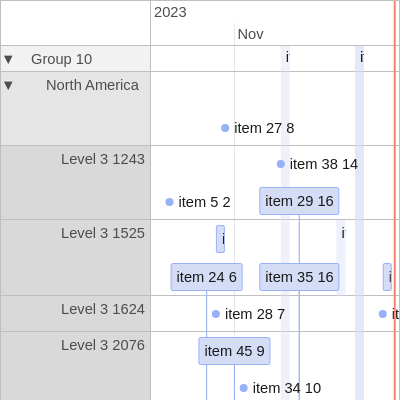 2023
Nov
▼ Group 10
▼ North America
item 27 8
Level 3 1243
item 38 14
item 5 2
item 29 16
Level 3 1525
item 24 6
item 35 16
Level 3 1624
item 28 7
Level 3 2076
item 45 9
item 34 10